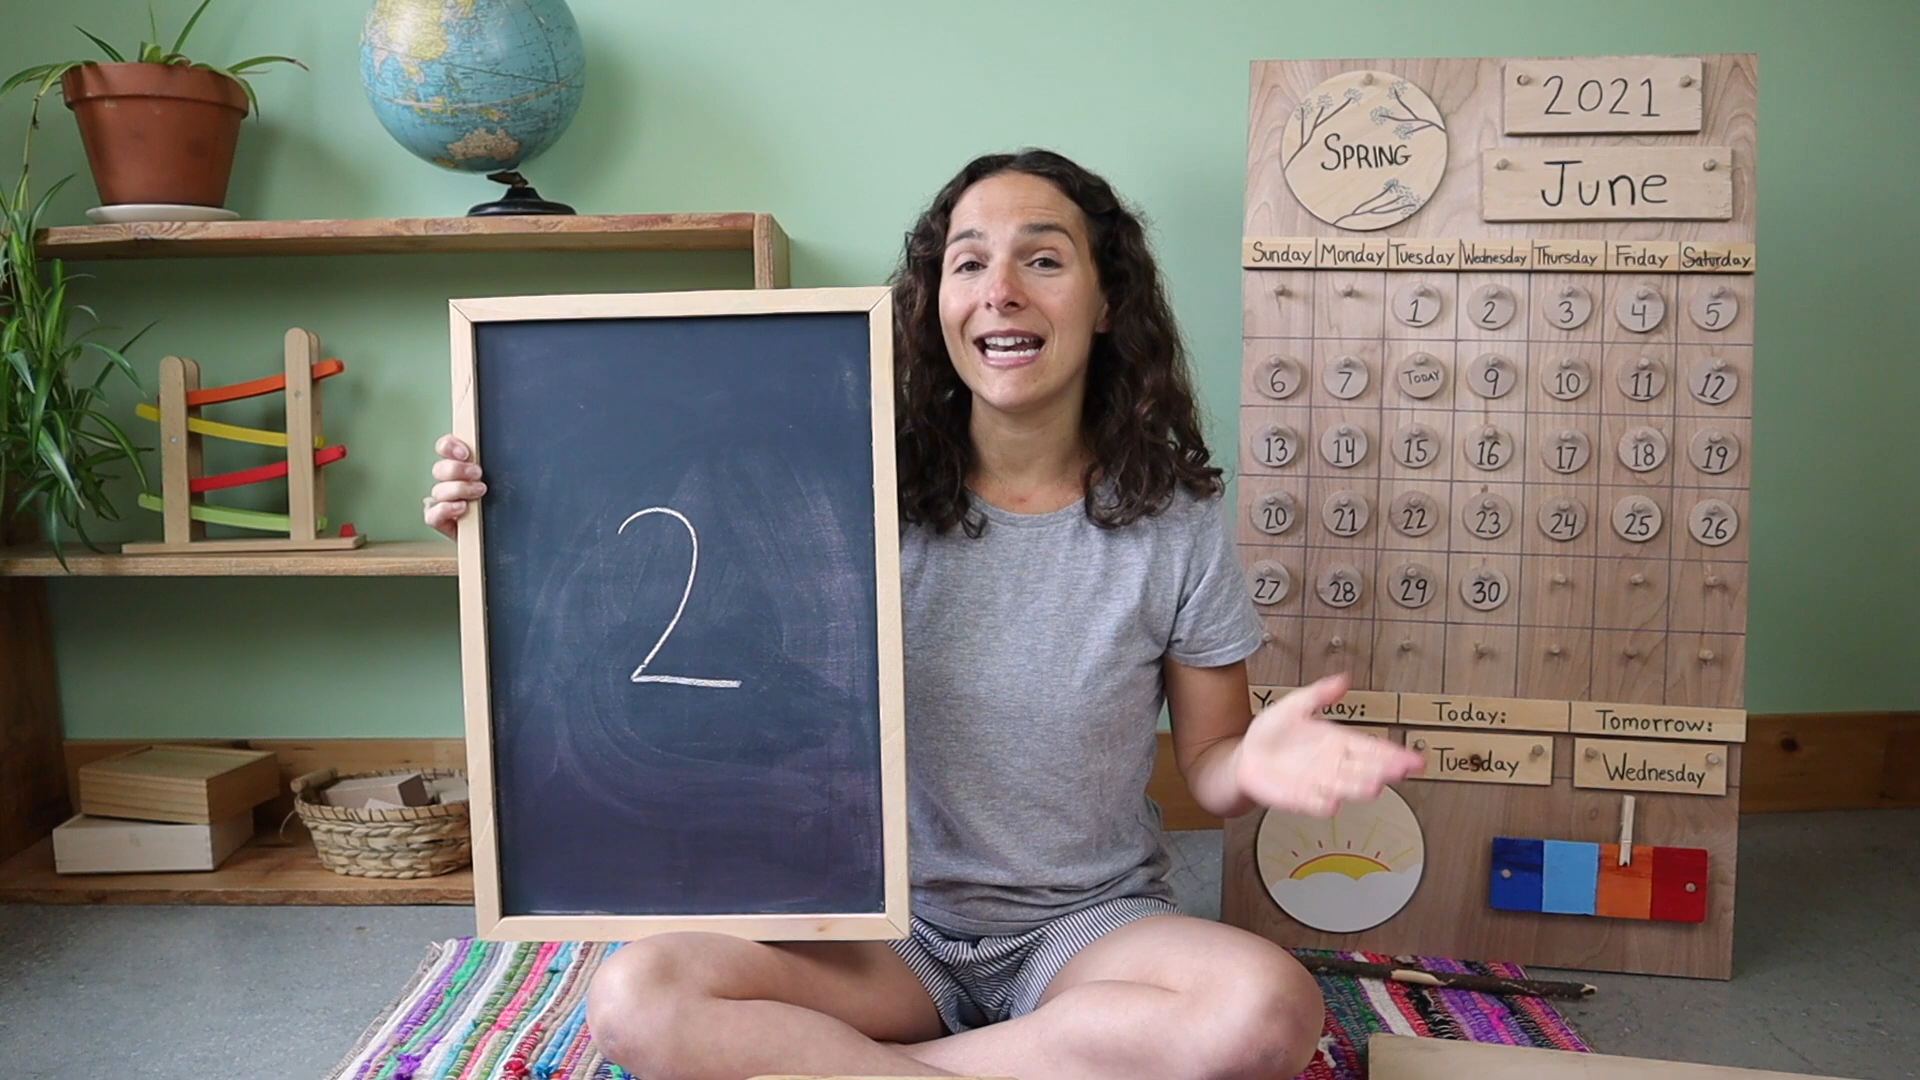 2
SPRING
2021
June
Sunday Monday Tuesday Wednesday Thursday Friday Saturday
1 2 3 4 5
6 7 TODAY 9 10 11 12
13 14 15 16 17 18 19
20 21 22 23 24 25 26
27 28 29 30
Today: Tomorrow:
Tuesday Wednesday